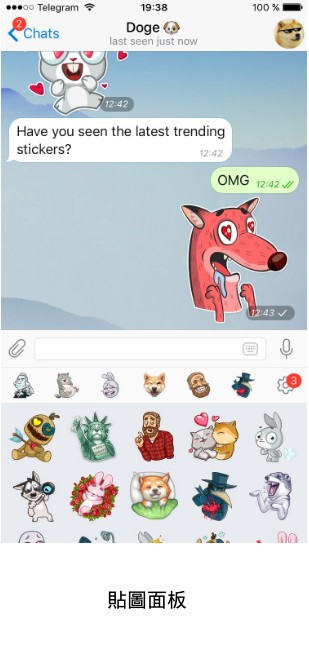 Telegram 19:38 100 %
2
Chats Doge
last seen just now
12:42
Have you seen the latest trending
stickers?
12:42
OMG 12:42
12:43
3
貼圖面板